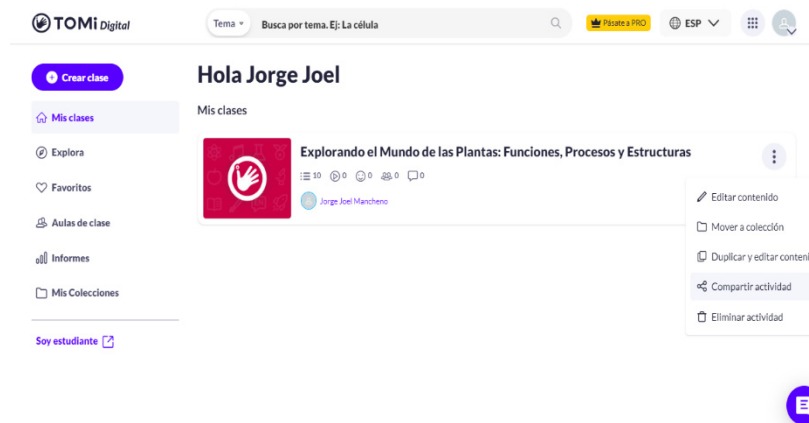 TOMi Digital
Tema
Busca por tema. Ej: La célula
Pásate a PRO
ESP
Crear clase
Mis clases
Explora
Favoritos
Aulas de clase
Informes
Mis Colecciones
Soy estudiante
Hola Jorge Joel
Mis clases
Explorando el Mundo de las Plantas: Funciones, Procesos y Estructuras
10 0 0 0 0
Jorge Joel Mancheno
Editar contenido
Mover a colección
Duplicar y editar conteni
Compartir actividad
Eliminar actividad